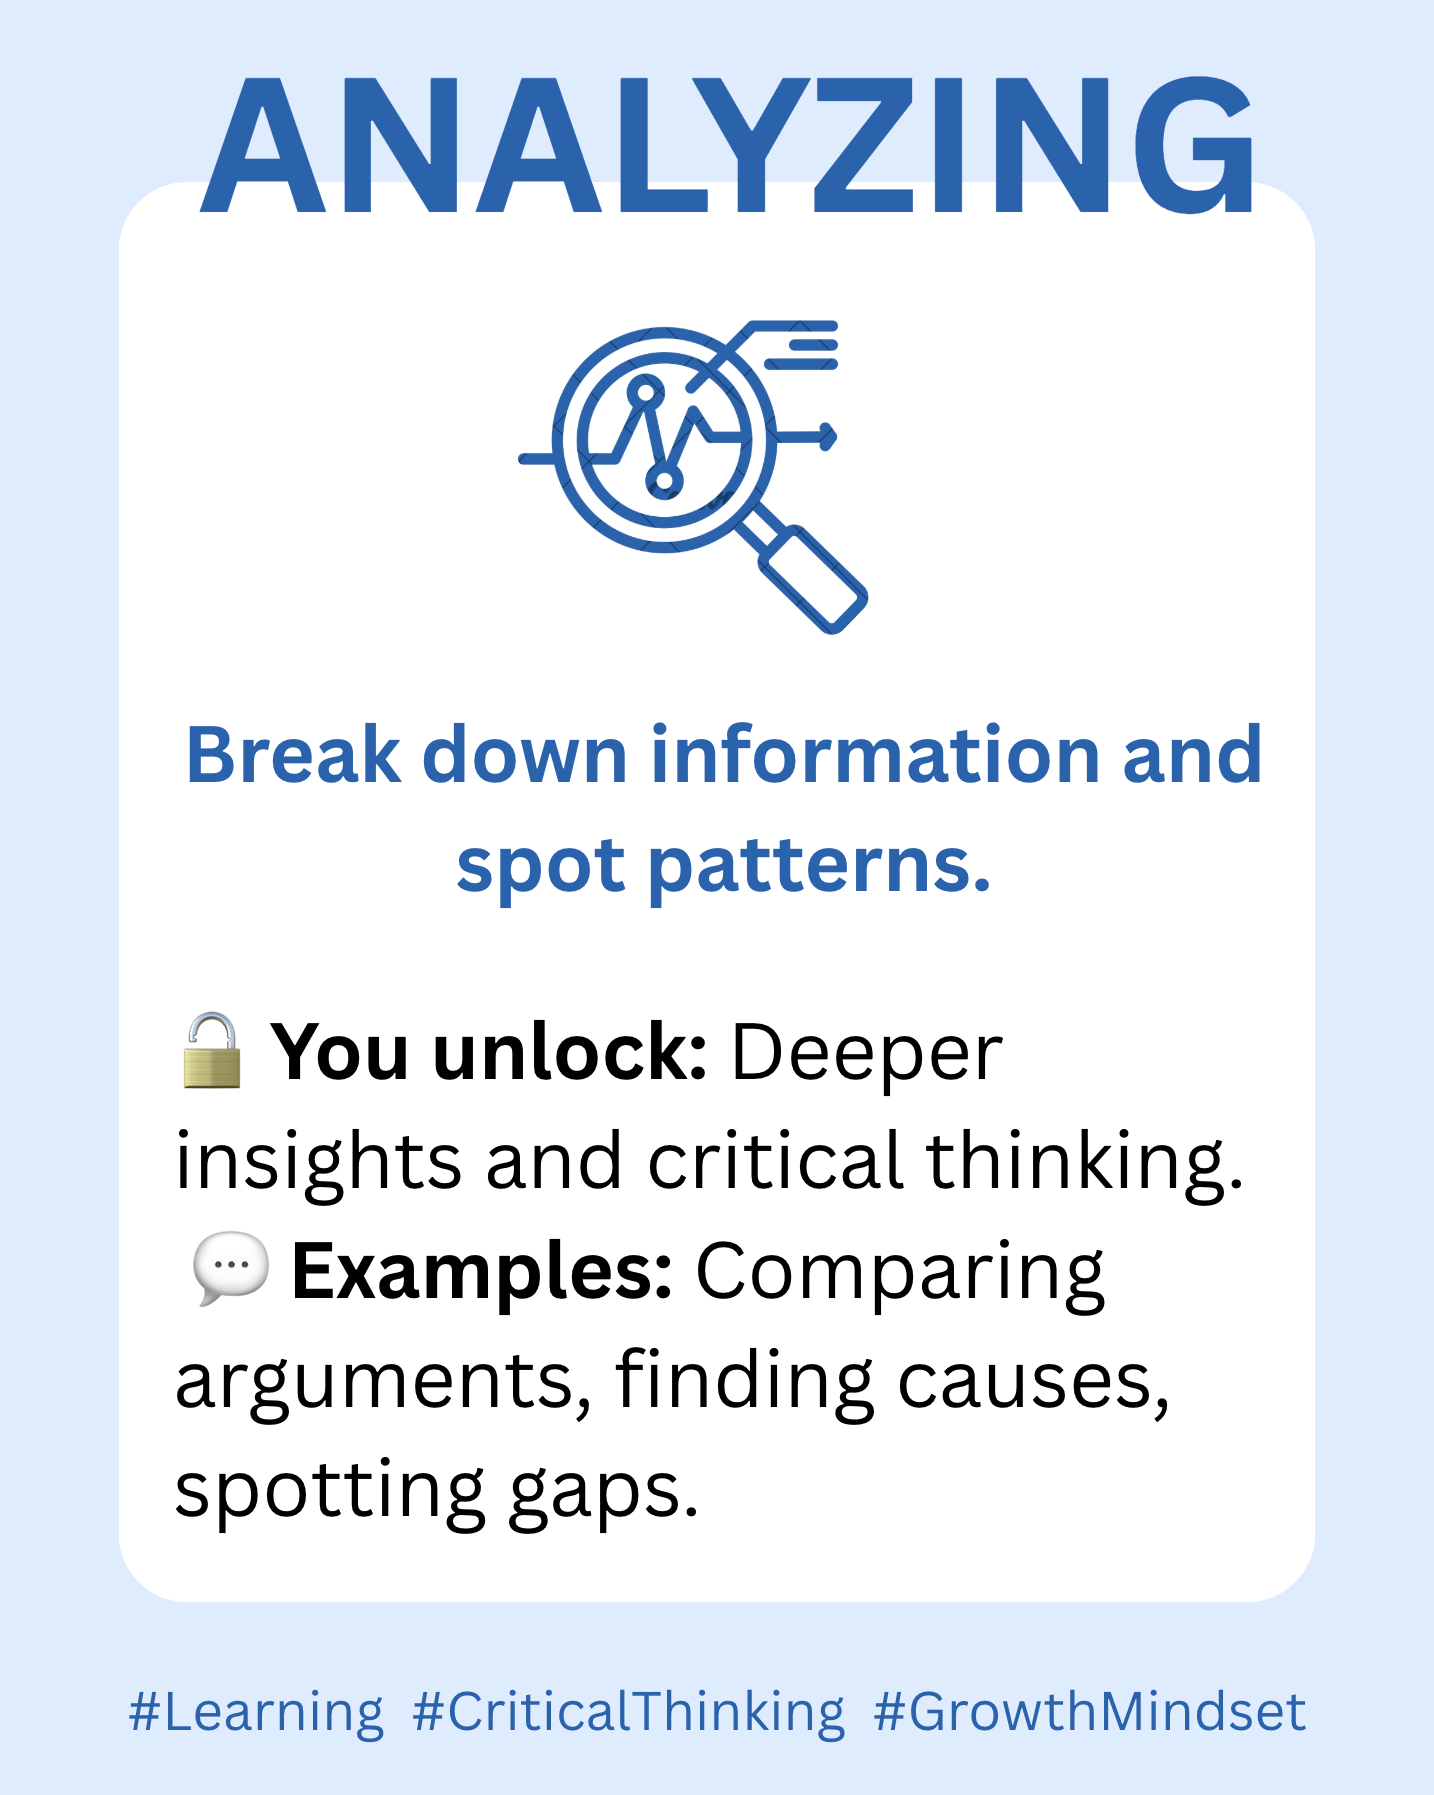 ANALYZING
Break down information and
spot patterns.
🔓 You unlock: Deeper
insights and critical thinking.
💬 Examples: Comparing
arguments, finding causes,
spotting gaps.
#Learning #CriticalThinking #GrowthMindset